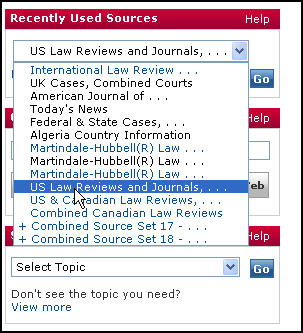 Recently Used Sources Help
US Law Reviews and Journals, . . .
International Law Review . . .
UK Cases, Combined Courts
American Journal of . . .
Today's News
Federal & State Cases, . . .
Algeria Country Information
Martindale-Hubbell(R) Law . . .
Martindale-Hubbell(R) Law . . .
Martindale-Hubbell(R) Law . . .
US Law Reviews and Journals, . . .
US & Canadian Law Reviews, . . .
Combined Canadian Law Reviews
+ Combined Source Set 17 - . . .
+ Combined Source Set 18 - . . .
Go
Select Topic
Go
Don't see the topic you need?
View more